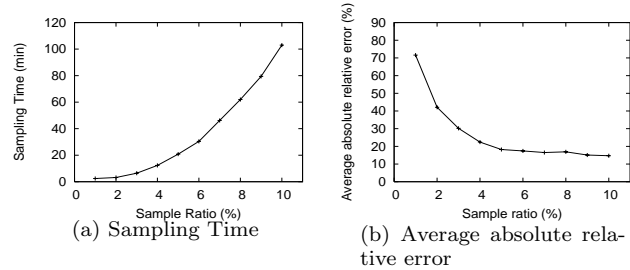 120
100
80
60
40
20
0
Sampling Time (min)
0 2 4 6 8 10
Sample Ratio (%)
(a) Sampling Time
90
80
70
60
50
40
30
20
10
0
Average absolute relative error (%)
0 2 4 6 8 10
Sample ratio (%)
(b) Average absolute rela-
tive error